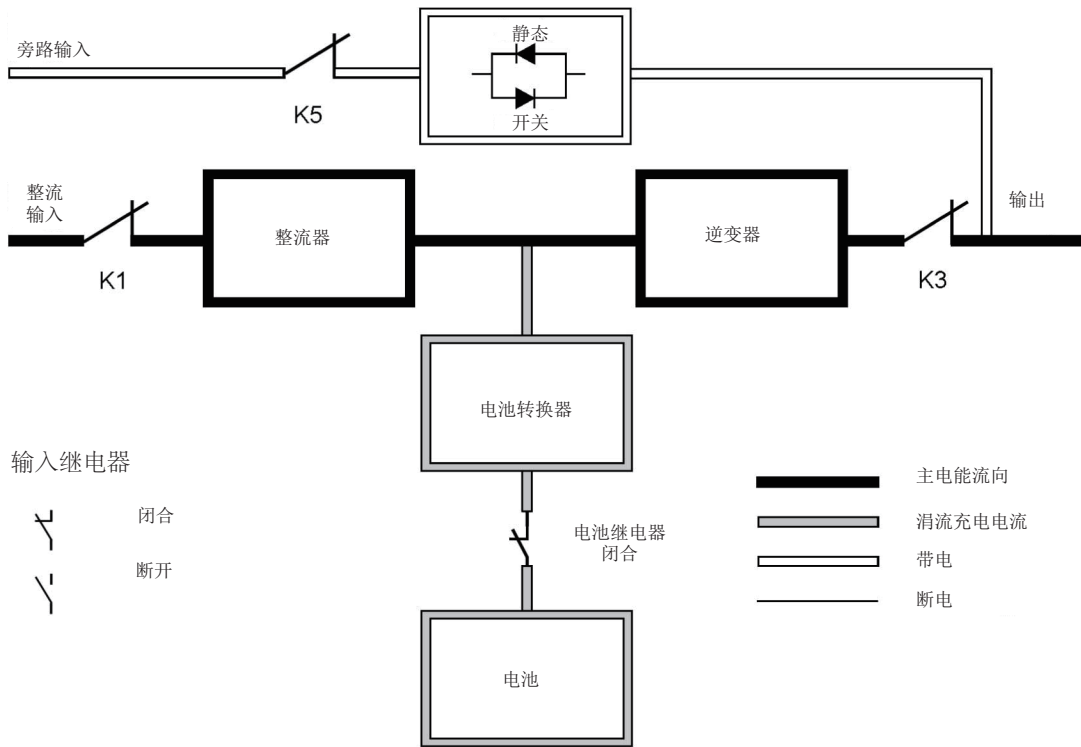 旁路输入
静态
K5
开关
整流
输入
输出
整流器
逆变器
K1
K3
电池转换器
输入继电器
主电能流向
闭合
涓流充电电流
电池继电器
闭合
带电
断开
断电
电池